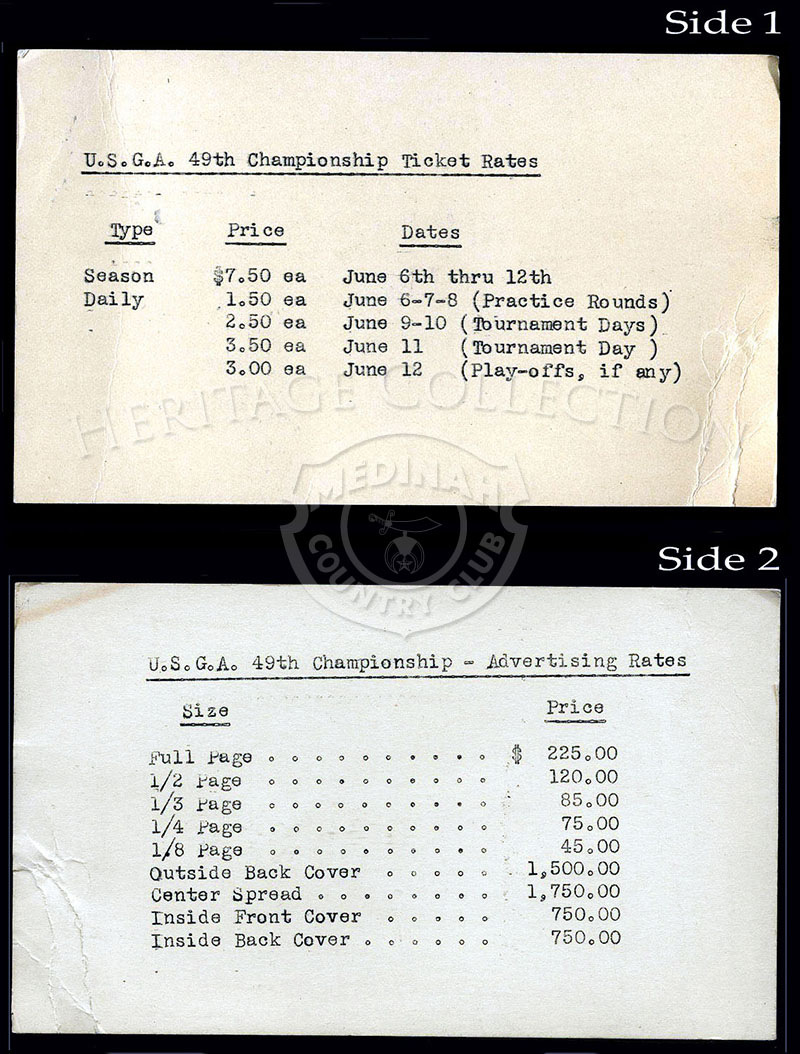 Side 1
U.S.G.A. 49th Championship Ticket Rates
Type Price Dates
Season $7.50 ea June 6th thru 12th
Daily 1.50 ea June 6-7-8 (Practice Rounds)
2.50 ea June 9-10 (Tournament Days)
3.50 ea June 11 (Tournament Day )
3.00 ea June 12 (Play-offs, if any)
HERITAGE COLLECTION
MEDINAH
COUNTRY CLUB
Side 2
U.S.G.A. 49th Championship - Advertising Rates
Size Price
Full Page . . . . . . . . . . $ 225.00
1/2 Page . . . . . . . . . . 120.00
1/3 Page . . . . . . . . . . 85.00
1/4 Page . . . . . . . . . . 75.00
1/8 Page . . . . . . . . . . 45.00
Outside Back Cover . . . . . 1,500.00
Center Spread . . . . . . . 1,750.00
Inside Front Cover . . . . . 750.00
Inside Back Cover . . . . . . 750.00